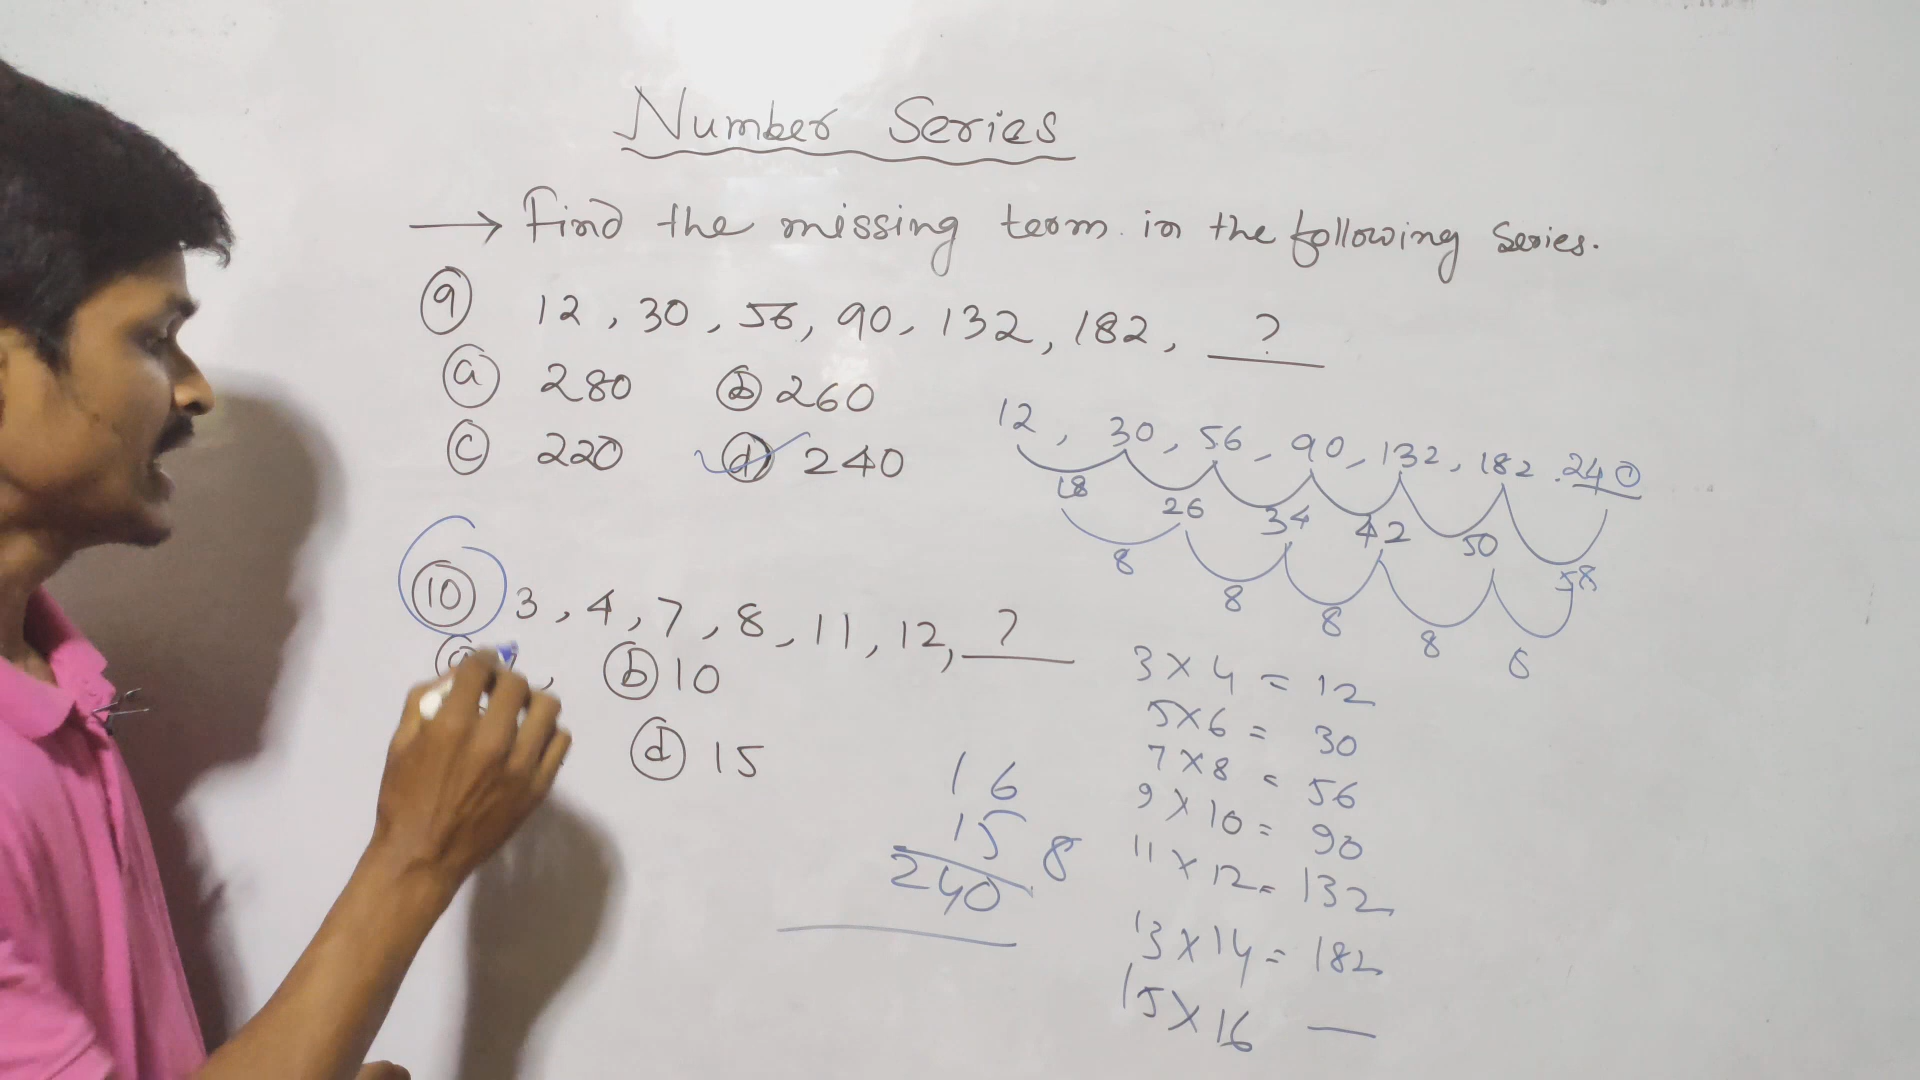 Number Series
→ Find the missing term in the following Series.
(9) 12, 30, 56, 90, 132, 182, ?
(a) 280 (b) 260
(c) 220 (d) 240
12, 30, 56, 90, 132, 182, 240
18 26 34 42 50 58
8 8 8 8 8
(10) 3, 4, 7, 8, 11, 12, ?
(a) (b) 10
(d) 15
3 × 4 = 12
5 × 6 = 30
7 × 8 = 56
9 × 10 = 90
11 × 12 = 132
13 × 14 = 182
15 × 16 —
16
15 8
240